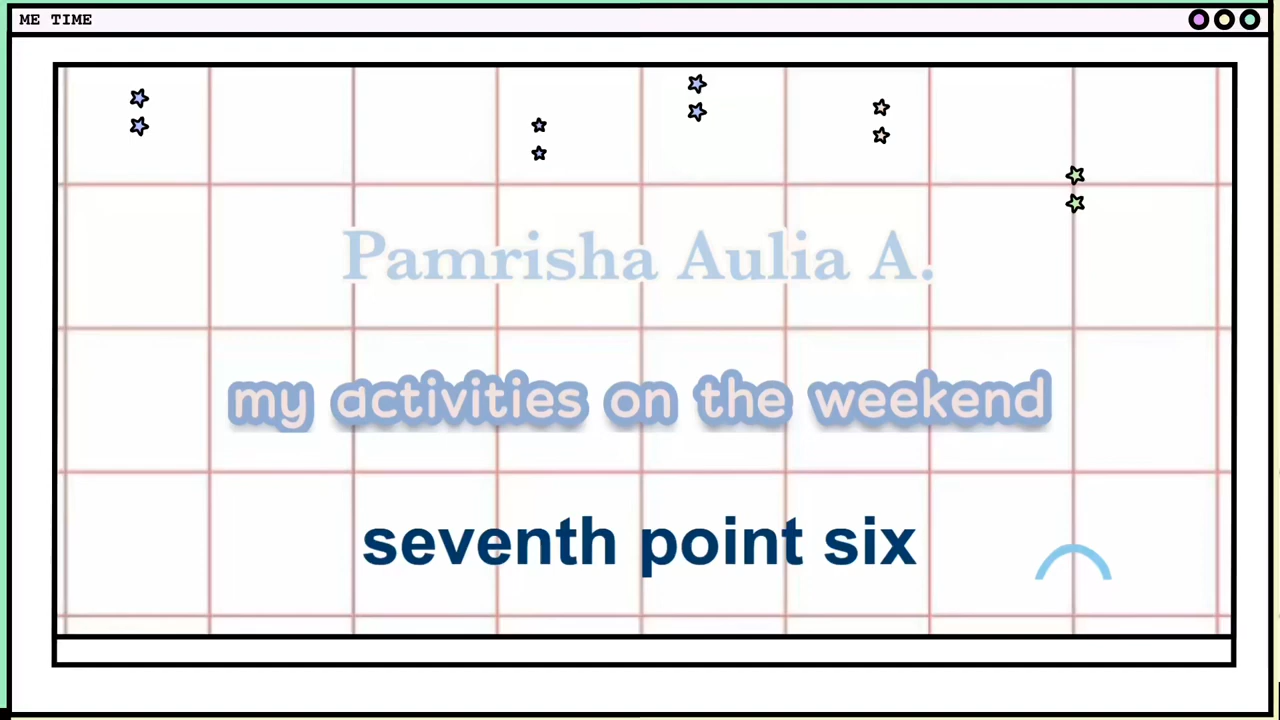 ME TIME
Pamrisha Aulia A.
my activities on the weekend
seventh point six